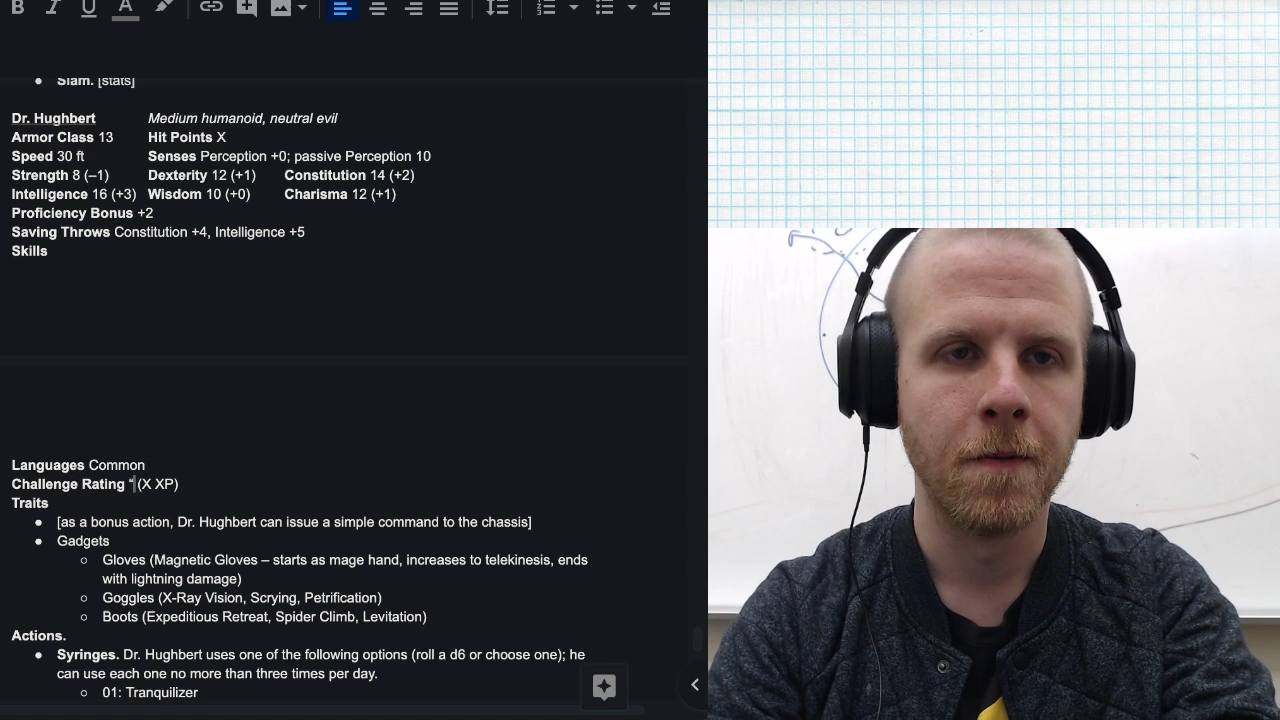 Slam. [stats]
Dr. Hughbert Medium humanoid, neutral evil
Armor Class 13 Hit Points X
Speed 30 ft Senses Perception +0; passive Perception 10
Strength 8 (–1) Dexterity 12 (+1) Constitution 14 (+2)
Intelligence 16 (+3) Wisdom 10 (+0) Charisma 12 (+1)
Proficiency Bonus +2
Saving Throws Constitution +4, Intelligence +5
Skills
Languages Common
Challenge Rating (X XP)
Traits
[as a bonus action, Dr. Hughbert can issue a simple command to the chassis]
Gadgets
Gloves (Magnetic Gloves – starts as mage hand, increases to telekinesis, ends
with lightning damage)
Goggles (X-Ray Vision, Scrying, Petrification)
Boots (Expeditious Retreat, Spider Climb, Levitation)
Actions.
Syringes. Dr. Hughbert uses one of the following options (roll a d6 or choose one); he
can use each one no more than three times per day.
01: Tranquilizer